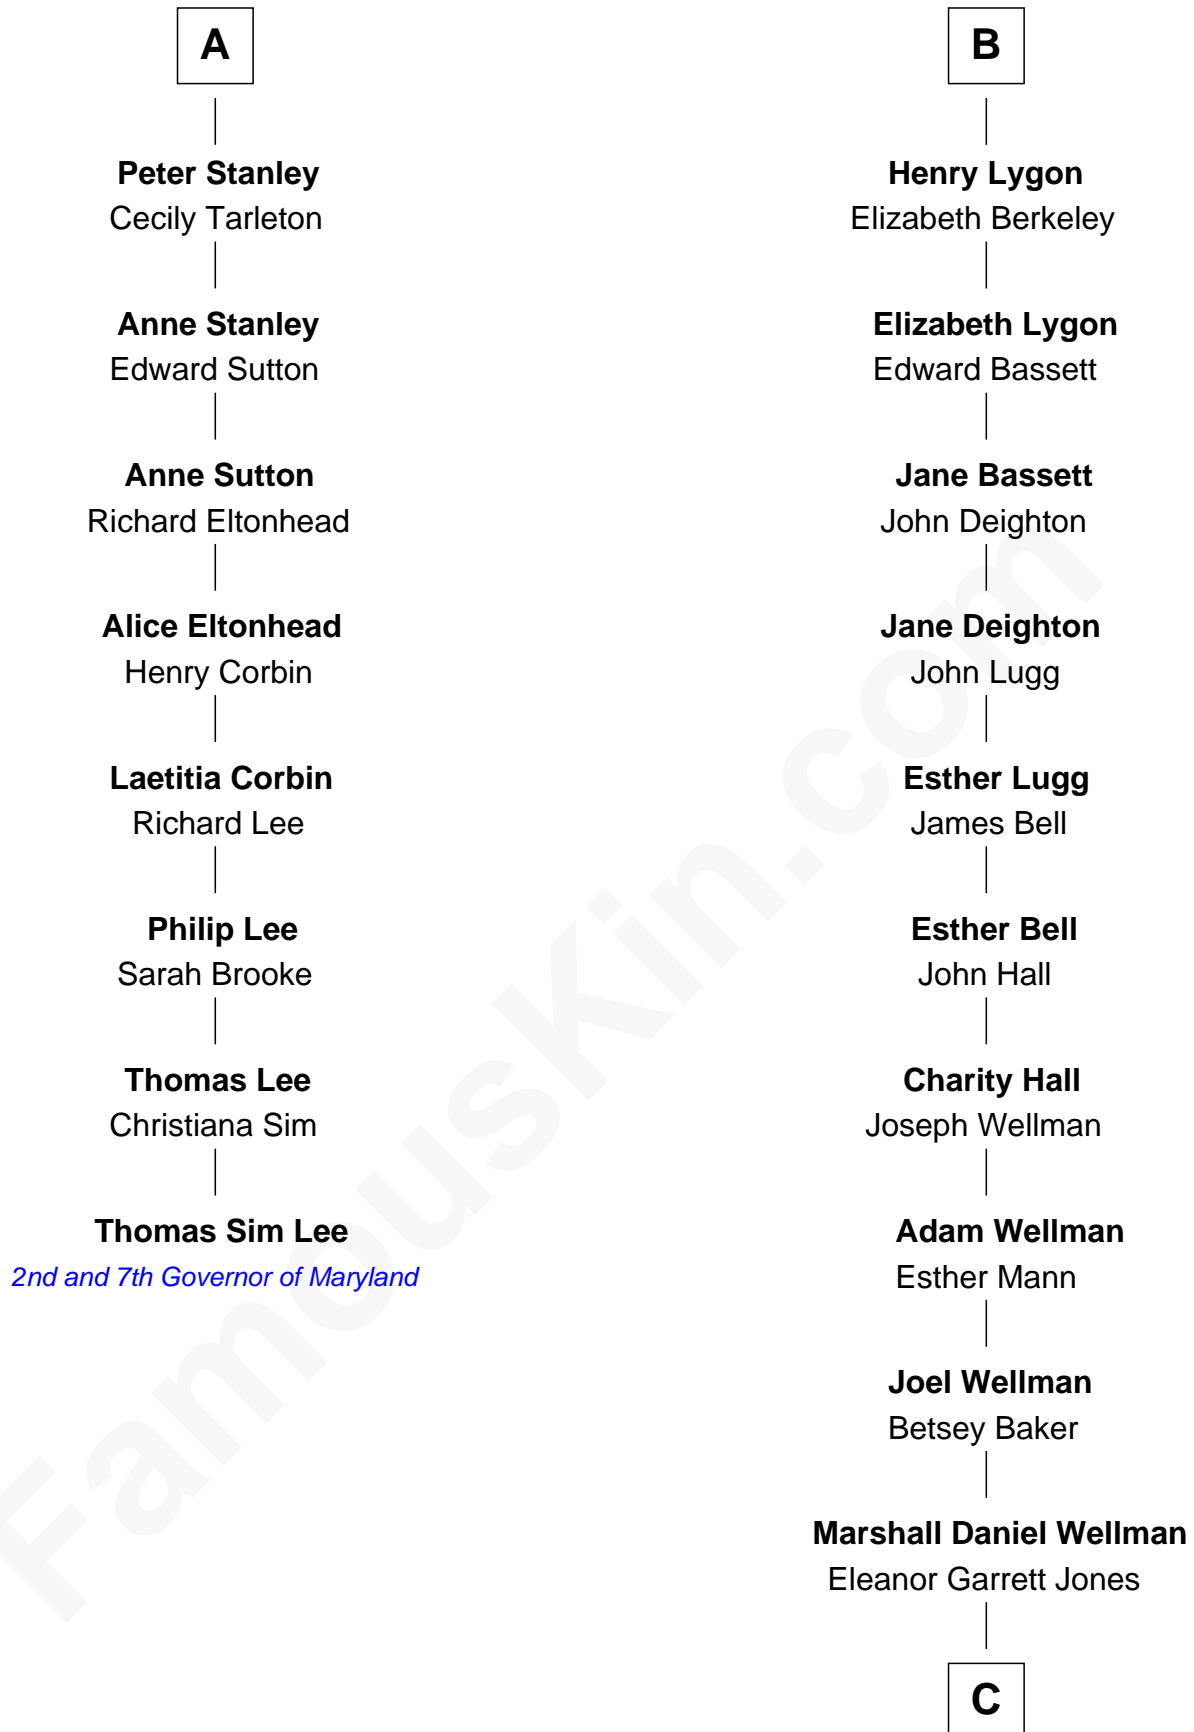 A
Peter Stanley
Cecily Tarleton
Anne Stanley
Edward Sutton
Anne Sutton
Richard Eltonhead
Alice Eltonhead
Henry Corbin
Laetitia Corbin
Richard Lee
Philip Lee
Sarah Brooke
Thomas Lee
Christiana Sim
Thomas Sim Lee
2nd and 7th Governor of Maryland
B
Henry Lygon
Elizabeth Berkeley
Elizabeth Lygon
Edward Bassett
Jane Bassett
John Deighton
Jane Deighton
John Lugg
Esther Lugg
James Bell
Esther Bell
John Hall
Charity Hall
Joseph Wellman
Adam Wellman
Esther Mann
Joel Wellman
Betsey Baker
Marshall Daniel Wellman
Eleanor Garrett Jones
C
FamousKin.com